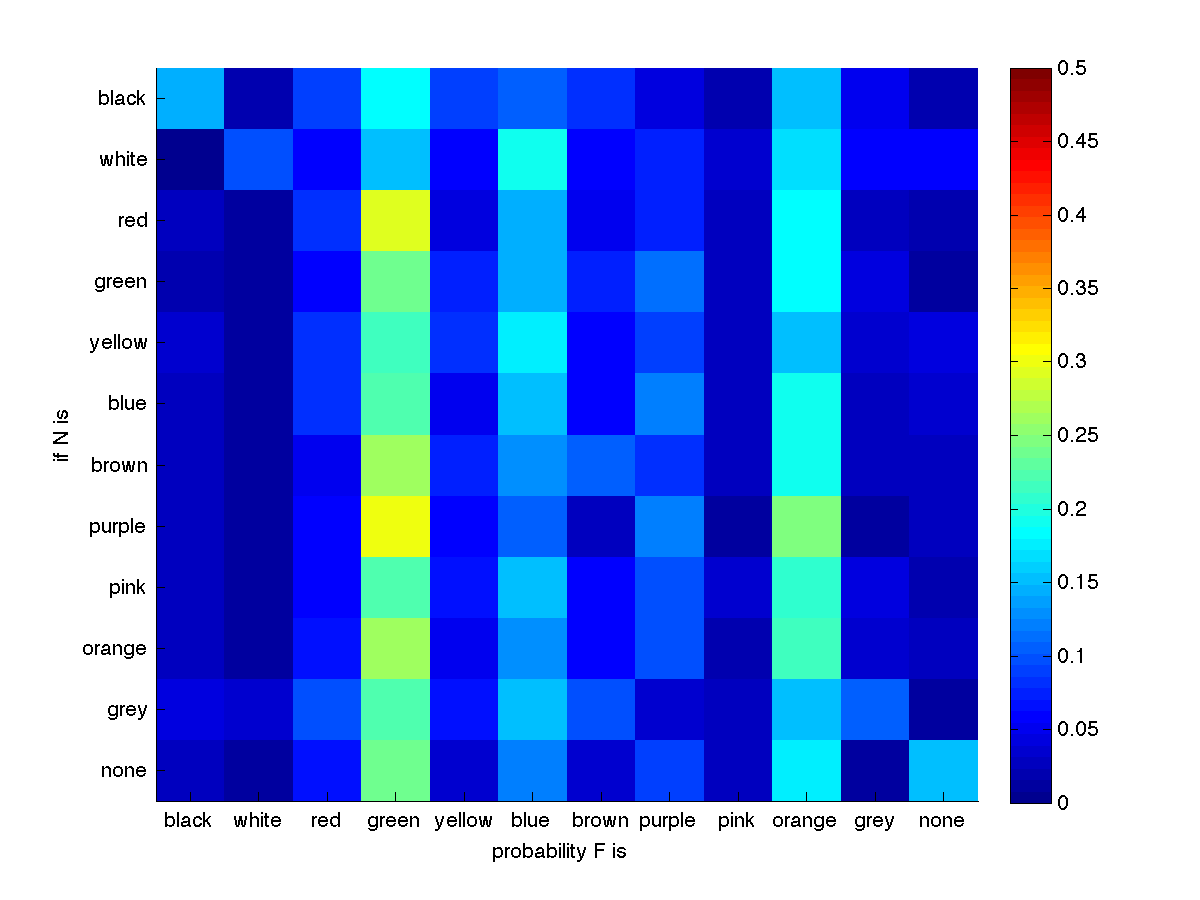 black
white
red
green
yellow
blue
brown
purple
pink
orange
grey
none
if N is
black white red green yellow blue brown purple pink orange grey none
probability F is
0.5
0.45
0.4
0.35
0.3
0.25
0.2
0.15
0.1
0.05
0